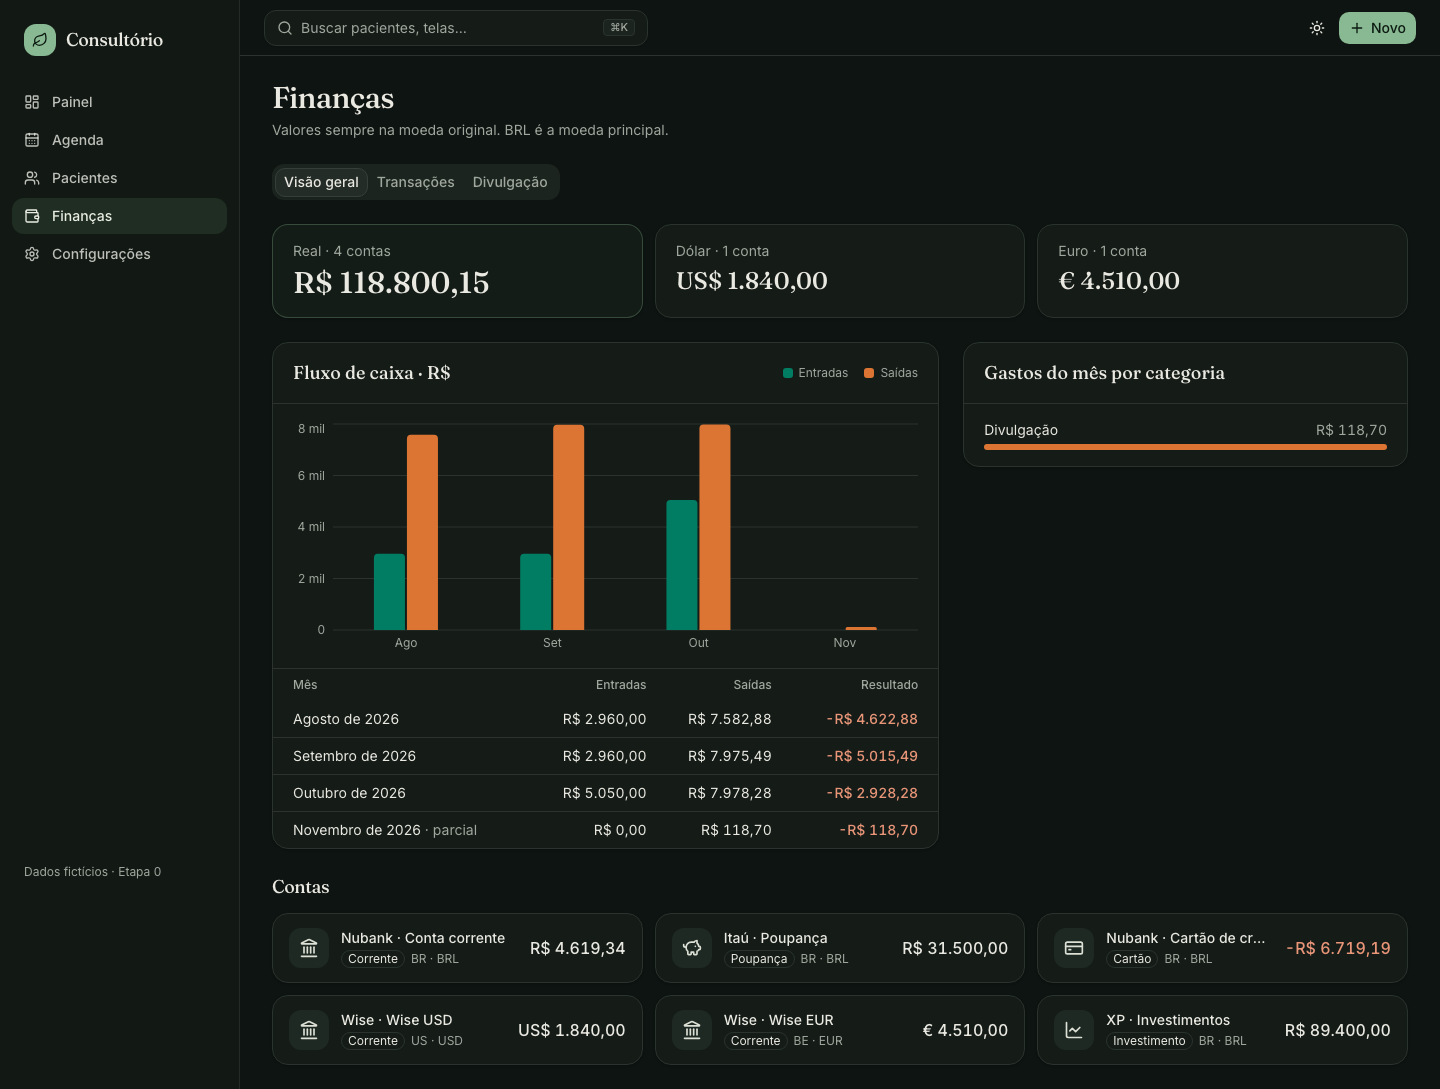 Consultório
Buscar pacientes, telas...
⌘K
Novo
Painel
Agenda
Pacientes
Finanças
Configurações
Dados fictícios · Etapa 0
Finanças
Valores sempre na moeda original. BRL é a moeda principal.
Visão geral
Transações
Divulgação
Real · 4 contas
R$ 118.800,15
Dólar · 1 conta
US$ 1.840,00
Euro · 1 conta
€ 4.510,00
Fluxo de caixa · R$
Entradas
Saídas
8 mil
6 mil
4 mil
2 mil
0
Ago
Set
Out
Nov
Mês Entradas Saídas Resultado
Agosto de 2026 R$ 2.960,00 R$ 7.582,88 -R$ 4.622,88
Setembro de 2026 R$ 2.960,00 R$ 7.975,49 -R$ 5.015,49
Outubro de 2026 R$ 5.050,00 R$ 7.978,28 -R$ 2.928,28
Novembro de 2026 · parcial R$ 0,00 R$ 118,70 -R$ 118,70
Gastos do mês por categoria
Divulgação R$ 118,70
Contas
Nubank · Conta corrente
Corrente BR · BRL
R$ 4.619,34
Itaú · Poupança
Poupança BR · BRL
R$ 31.500,00
Nubank · Cartão de cr...
Cartão BR · BRL
-R$ 6.719,19
Wise · Wise USD
Corrente US · USD
US$ 1.840,00
Wise · Wise EUR
Corrente BE · EUR
€ 4.510,00
XP · Investimentos
Investimento BR · BRL
R$ 89.400,00